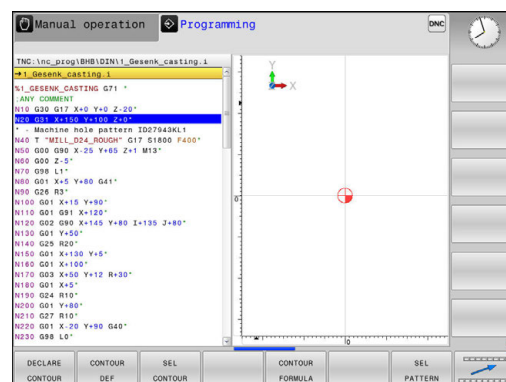 Manual operation
Programming
DNC
TNC:\nc_prog\BHB\DIN\1_Gesenk_casting.i
→1_Gesenk_casting.i
%1_GESENK_CASTING G71 *
;ANY COMMENT
N10 G30 G17 X+0 Y+0 Z-20*
N20 G31 X+150 Y+100 Z+0*
* - Machine hole pattern ID27943KL1
N40 T "MILL_D24_ROUGH" G17 S1800 F400*
N50 G00 G90 X-25 Y+65 Z+1 M13*
N60 G00 Z-5*
N70 G98 L1*
N80 G01 X+5 Y+80 G41*
N90 G26 R3*
N100 G01 X+15 Y+90*
N110 G01 G91 X+120*
N120 G02 G90 X+145 Y+80 I+135 J+80*
N130 G01 Y+50*
N140 G25 R20*
N150 G01 X+130 Y+5*
N160 G01 X+100*
N170 G03 X+50 Y+12 R+30*
N180 G01 X+5*
N190 G24 R10*
N200 G01 Y+80*
N210 G27 R10*
N220 G01 X-20 Y+90 G40*
N230 G98 L0*
Y
X
0
0
DECLARE CONTOUR
CONTOUR DEF
SEL CONTOUR
CONTOUR FORMULA
SEL PATTERN